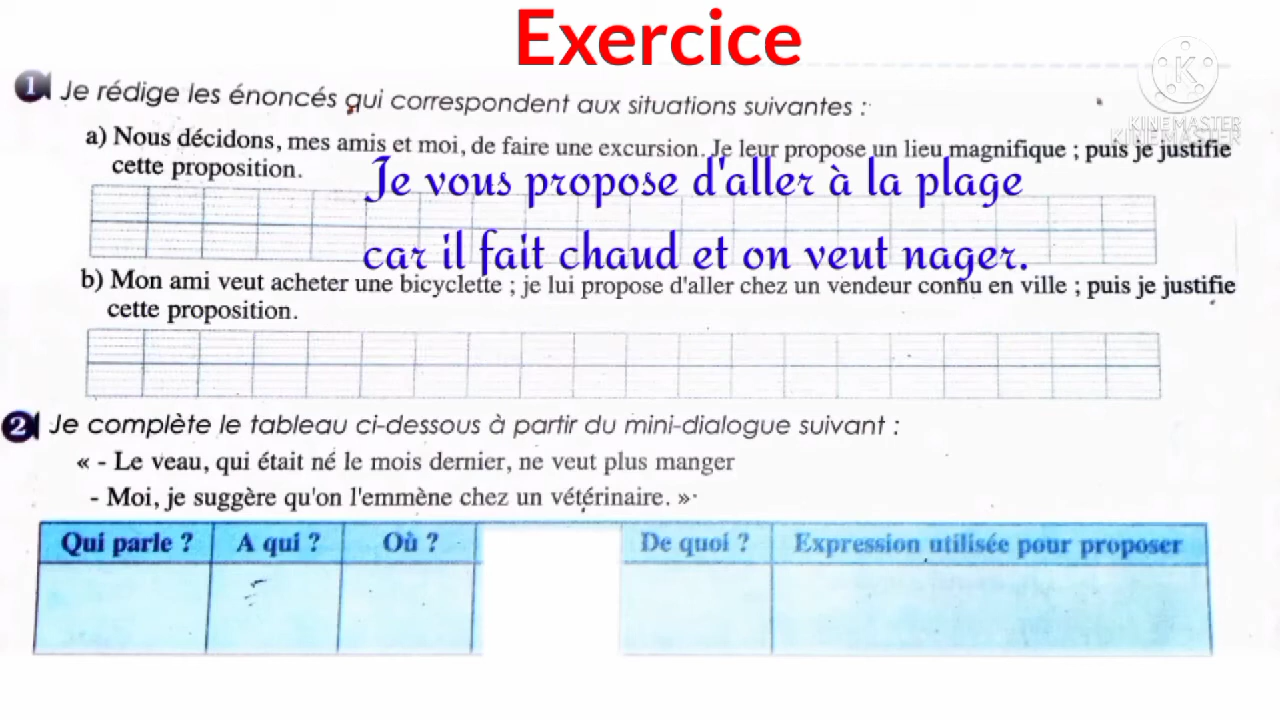 Exercice
1 Je rédige les énoncés qui correspondent aux situations suivantes :
KINEMASTER
KINEMASTER
a) Nous décidons, mes amis et moi, de faire une excursion. Je leur propose un lieu magnifique ; puis je justifie
cette proposition.
Je vous propose d'aller à la plage
car il fait chaud et on veut nager.
b) Mon ami veut acheter une bicyclette ; je lui propose d'aller chez un vendeur connu en ville ; puis je justifie
cette proposition.
2 Je complète le tableau ci-dessous à partir du mini-dialogue suivant :
« - Le veau, qui était né le mois dernier, ne veut plus manger
- Moi, je suggère qu'on l'emmène chez un vétérinaire. »
Qui parle ? A qui ? Où ? De quoi ? Expression utilisée pour proposer